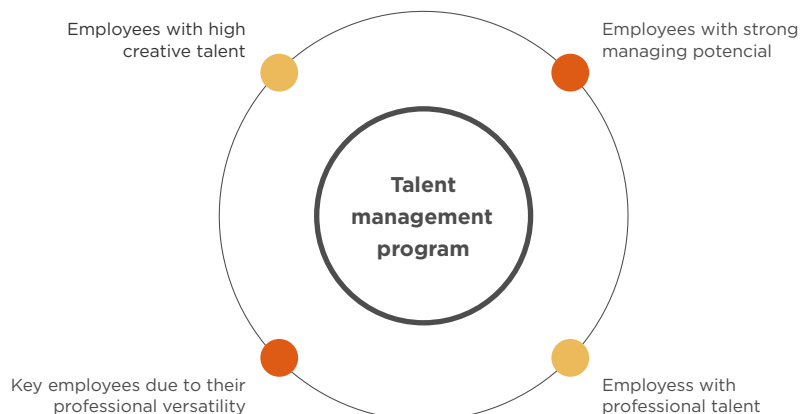 Employees with high
creative talent
Employees with strong
managing potencial
Talent
management
program
Key employees due to their
professional versatility
Employess with
professional talent